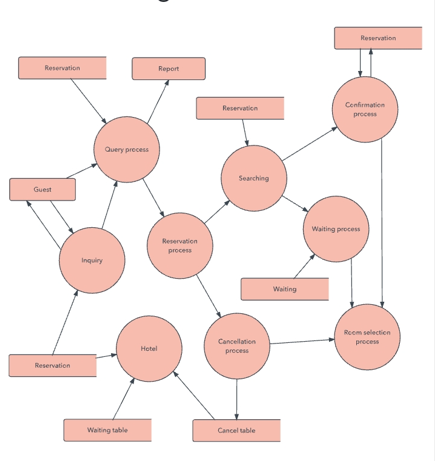 Reservation
Reservation
Report
Reservation
Confirmation
process
Query process
Searching
Guest
Waiting process
Reservation
process
Inquiry
Waiting
Room selection
process
Hotel
Cancellation
process
Reservation
Waiting table
Cancel table